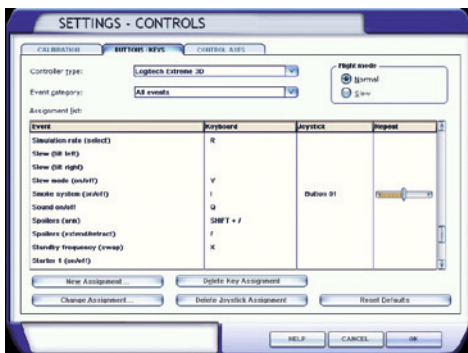 SETTINGS - CONTROLS
CALIBRATION BUTTONS / KEYS CONTROL AXES
Controller type: Logitech Extreme 3D
Event category: All events
Flight mode
Normal
Slew
Assignment list:
Event Keyboard Joystick Repeat
Simulation rate (select) R
Slew (tilt left)
Slew (tilt right)
Slew mode (on/off) Y
Smoke system (on/off) I Button 01
Sound on/off Q
Spoilers (arm) SHIFT + /
Spoilers (extend/retract) /
Standby frequency (swap) X
Starter 1 (on/off)
New Assignment... Delete Key Assignment
Change Assignment... Delete Joystick Assignment Reset Defaults
HELP CANCEL OK